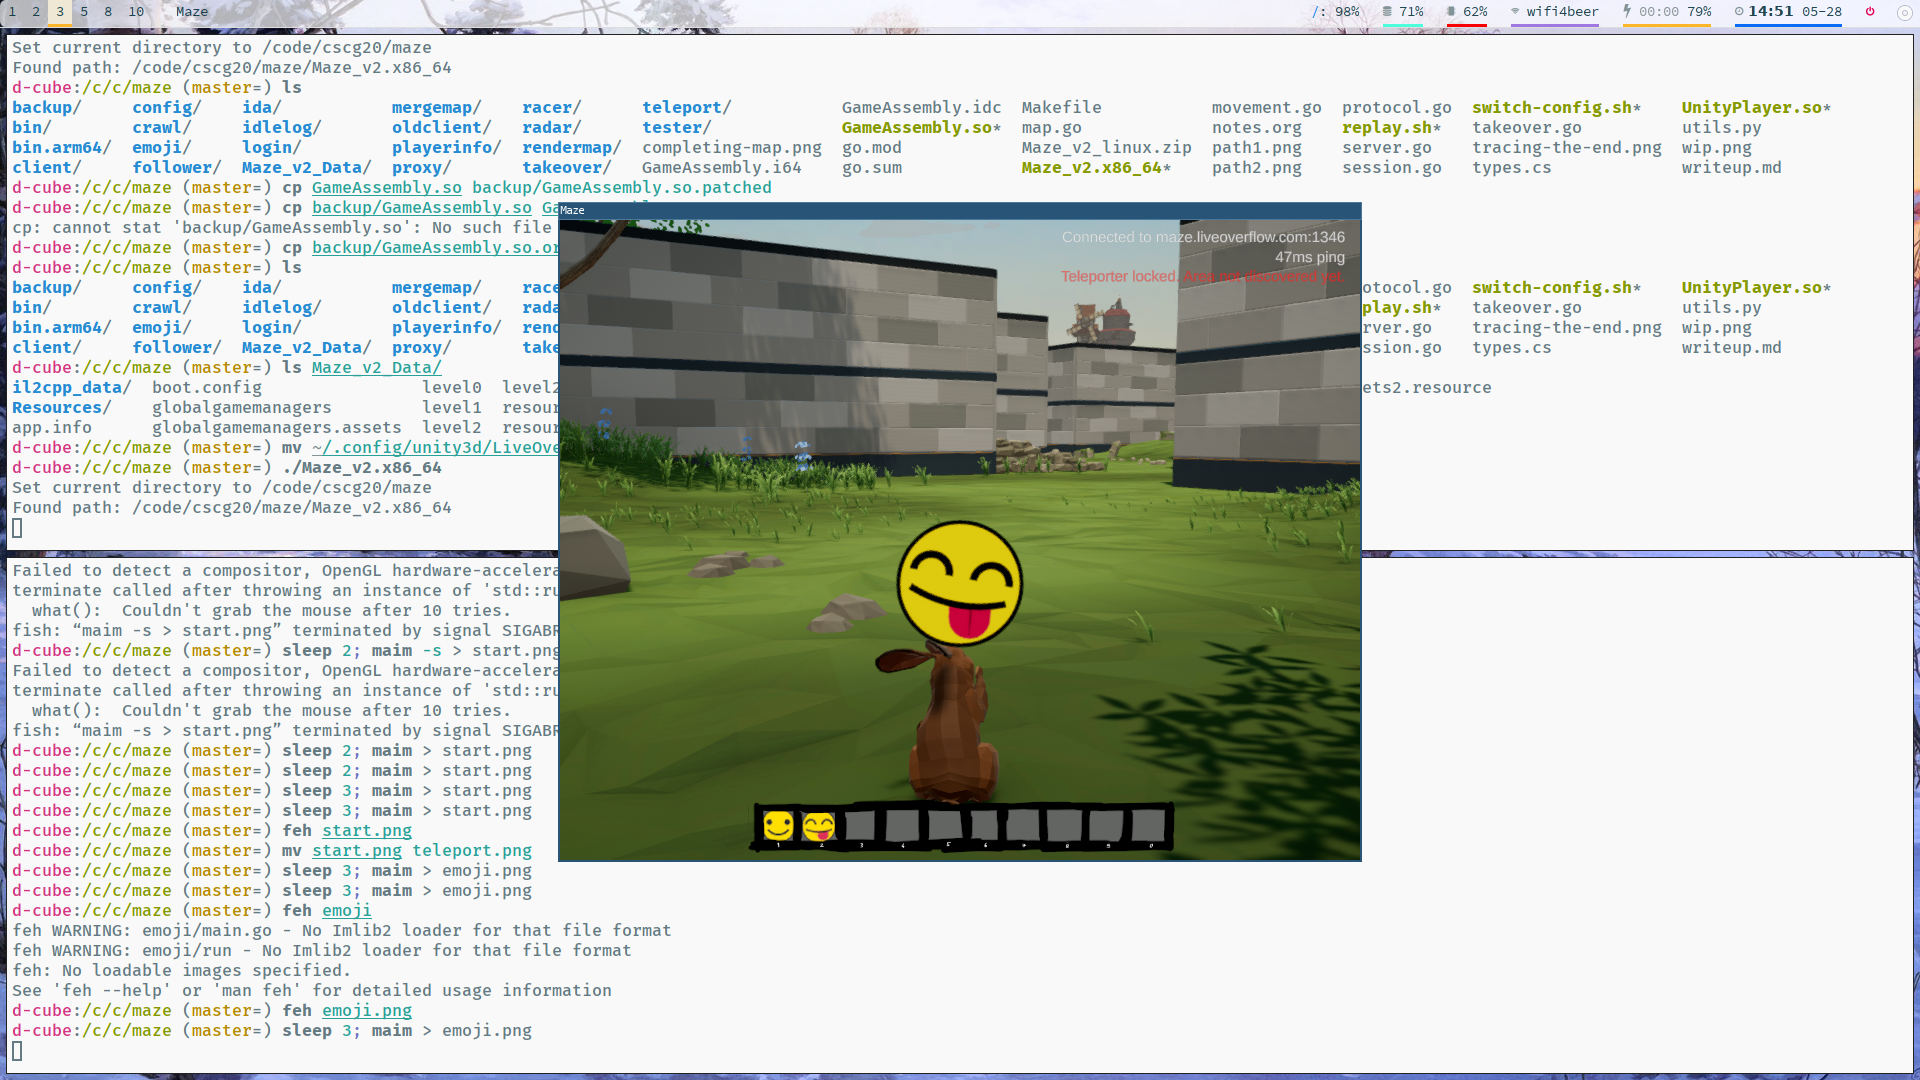 1 2 3 5 8 10 Maze
/: 98% 71% 62% wifi4beer 00:00 79% 14:51 05-28
Set current directory to /code/cscg20/maze
Found path: /code/cscg20/maze/Maze_v2.x86_64
d-cube:/c/c/maze (master=) ls
backup/ config/ ida/ mergemap/ racer/ teleport/ GameAssembly.idc Makefile movement.go protocol.go switch-config.sh* UnityPlayer.so*
bin/ crawl/ idlelog/ oldclient/ radar/ tester/ GameAssembly.so* map.go notes.org replay.sh* takeover.go utils.py
bin.arm64/ emoji/ login/ playerinfo/ rendermap/ completing-map.png go.mod Maze_v2_linux.zip path1.png server.go tracing-the-end.png wip.png
client/ follower/ Maze_v2_Data/ proxy/ takeover/ GameAssembly.i64 go.sum Maze_v2.x86_64* path2.png session.go types.cs writeup.md
d-cube:/c/c/maze (master=) cp GameAssembly.so backup/GameAssembly.so.patched
d-cube:/c/c/maze (master=) cp backup/GameAssembly.so Ga
cp: cannot stat 'backup/GameAssembly.so': No such file
d-cube:/c/c/maze (master=) cp backup/GameAssembly.so.or
d-cube:/c/c/maze (master=) ls
backup/ config/ ida/ mergemap/ race otocol.go switch-config.sh* UnityPlayer.so*
bin/ crawl/ idlelog/ oldclient/ rada play.sh* takeover.go utils.py
bin.arm64/ emoji/ login/ playerinfo/ rend rver.go tracing-the-end.png wip.png
client/ follower/ Maze_v2_Data/ proxy/ take ssion.go types.cs writeup.md
d-cube:/c/c/maze (master=) ls Maze_v2_Data/
il2cpp_data/ boot.config level0 level2 ets2.resource
Resources/ globalgamemanagers level1 resour
app.info globalgamemanagers.assets level2 resour
d-cube:/c/c/maze (master=) mv ~/.config/unity3d/LiveOve
d-cube:/c/c/maze (master=) ./Maze_v2.x86_64
Set current directory to /code/cscg20/maze
Found path: /code/cscg20/maze/Maze_v2.x86_64
Maze
Connected to maze.liveoverflow.com:1346
47ms ping
Teleporter locked. Area not discovered yet.
1 2 3 4 5 6 7 8 9 0
Failed to detect a compositor, OpenGL hardware-accelera
terminate called after throwing an instance of 'std::ru
what(): Couldn't grab the mouse after 10 tries.
fish: “maim -s > start.png” terminated by signal SIGABR
d-cube:/c/c/maze (master=) sleep 2; maim -s > start.png
Failed to detect a compositor, OpenGL hardware-accelera
terminate called after throwing an instance of 'std::ru
what(): Couldn't grab the mouse after 10 tries.
fish: “maim -s > start.png” terminated by signal SIGABR
d-cube:/c/c/maze (master=) sleep 2; maim > start.png
d-cube:/c/c/maze (master=) sleep 2; maim > start.png
d-cube:/c/c/maze (master=) sleep 3; maim > start.png
d-cube:/c/c/maze (master=) sleep 3; maim > start.png
d-cube:/c/c/maze (master=) feh start.png
d-cube:/c/c/maze (master=) mv start.png teleport.png
d-cube:/c/c/maze (master=) sleep 3; maim > emoji.png
d-cube:/c/c/maze (master=) sleep 3; maim > emoji.png
d-cube:/c/c/maze (master=) feh emoji
feh WARNING: emoji/main.go - No Imlib2 loader for that file format
feh WARNING: emoji/run - No Imlib2 loader for that file format
feh: No loadable images specified.
See 'feh --help' or 'man feh' for detailed usage information
d-cube:/c/c/maze (master=) feh emoji.png
d-cube:/c/c/maze (master=) sleep 3; maim > emoji.png